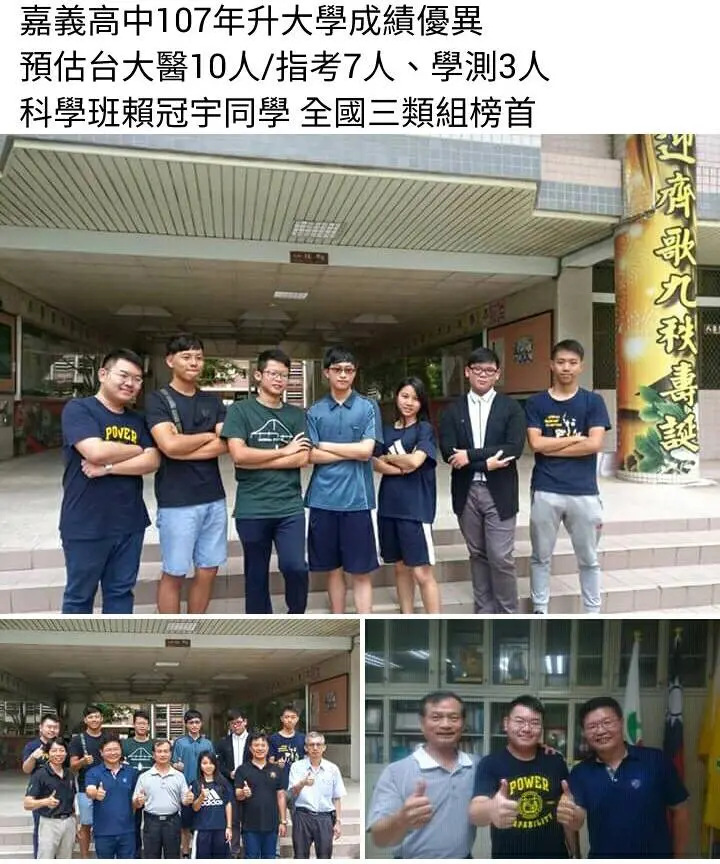 嘉義高中107年升大學成績優異
預估台大醫10人/指考7人、學測3人
科學班賴冠宇同學 全國三類組榜首
迎齊歌九秩壽誕
POWER
adidas
POWER
CAPABILITY